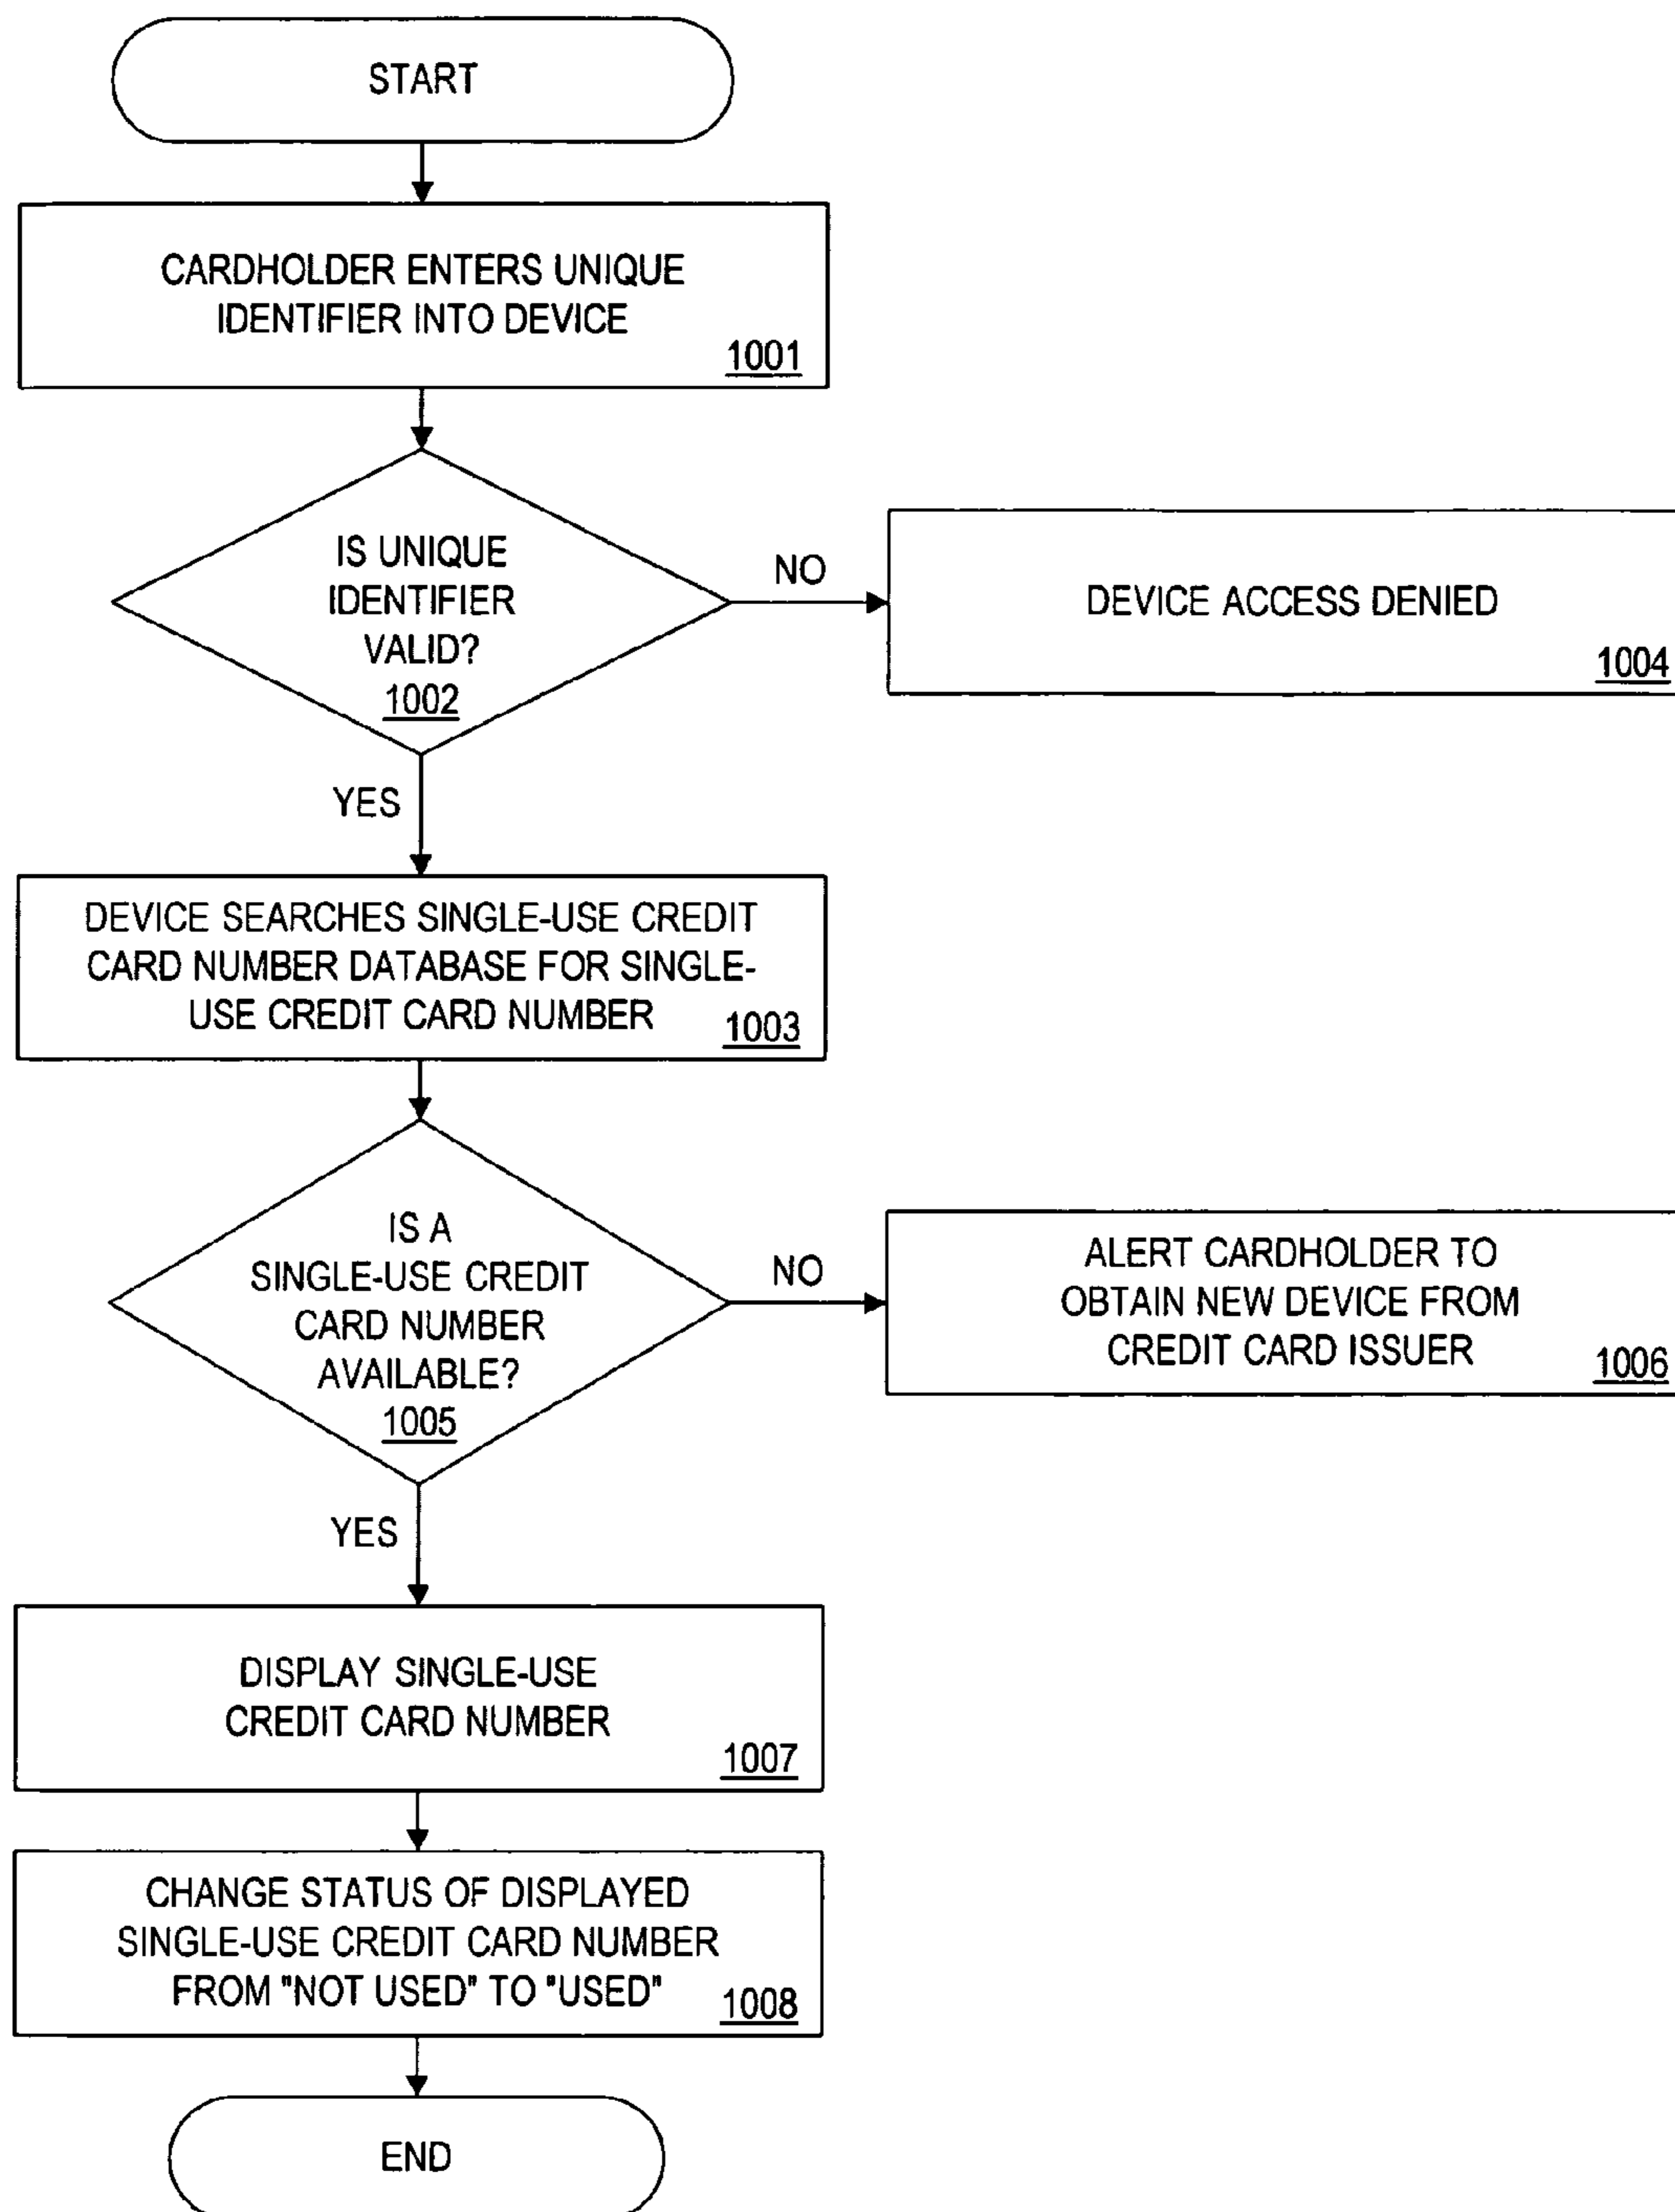 START
CARDHOLDER ENTERS UNIQUE
IDENTIFIER INTO DEVICE
1001
IS UNIQUE
IDENTIFIER
VALID?
1002
NO
DEVICE ACCESS DENIED
1004
YES
DEVICE SEARCHES SINGLE-USE CREDIT
CARD NUMBER DATABASE FOR SINGLE-
USE CREDIT CARD NUMBER
1003
IS A
SINGLE-USE CREDIT
CARD NUMBER
AVAILABLE?
1005
NO
ALERT CARDHOLDER TO
OBTAIN NEW DEVICE FROM
CREDIT CARD ISSUER
1006
YES
DISPLAY SINGLE-USE
CREDIT CARD NUMBER
1007
CHANGE STATUS OF DISPLAYED
SINGLE-USE CREDIT CARD NUMBER
FROM "NOT USED" TO "USED"
1008
END